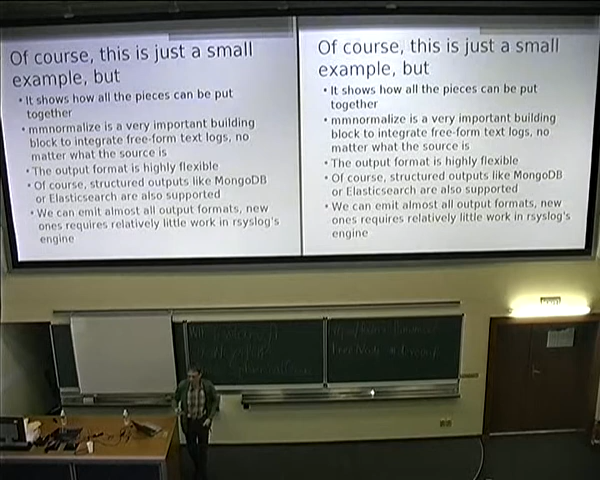 Of course, this is just a small
example, but
• It shows how all the pieces can be put
together
• mmnormalize is a very important building
block to integrate free-form text logs, no
matter what the source is
• The output format is highly flexible
• Of course, structured outputs like MongoDB
or Elasticsearch are also supported
• We can emit almost all output formats, new
ones requires relatively little work in rsyslog's
engine
Of course, this is just a small
example, but
• It shows how all the pieces can be put
together
• mmnormalize is a very important building
block to integrate free-form text logs, no
matter what the source is
• The output format is highly flexible
• Of course, structured outputs like MongoDB
or Elasticsearch are also supported
• We can emit almost all output formats, new
ones requires relatively little work in rsyslog's
engine